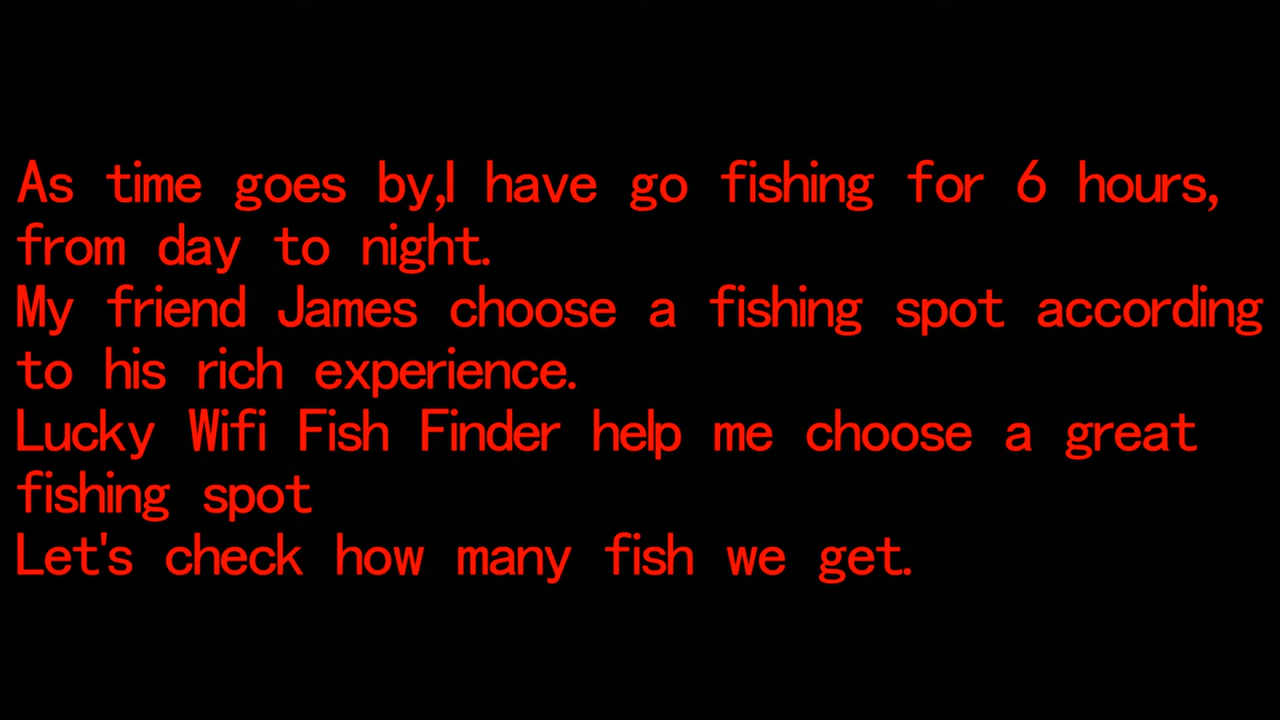 As time goes by,I have go fishing for 6 hours,
from day to night.
My friend James choose a fishing spot according
to his rich experience.
Lucky Wifi Fish Finder help me choose a great
fishing spot
Let's check how many fish we get.